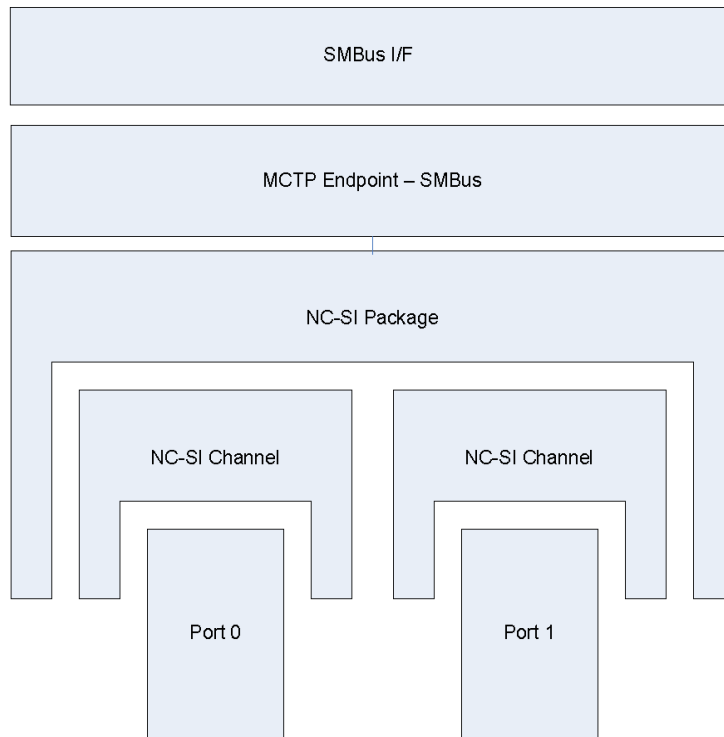 SMBus I/F
MCTP Endpoint – SMBus
NC-SI Package
NC-SI Channel
NC-SI Channel
Port 0
Port 1